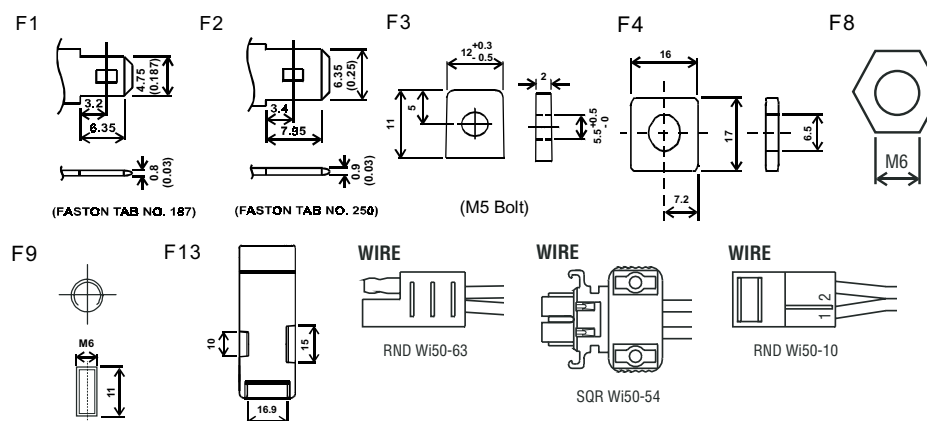 F1
4.75
(0.187)
3.2
6.35
0.8
(0.03)
(FASTON TAB NO. 187)
F2
6.35
(0.25)
3.4
7.95
0.9
(0.03)
(FASTON TAB NO. 250)
F3
12 +0.3 -0.5
2
11
5
5.5 +0.5 -0
(M5 Bolt)
F4
16
17
6.5
7.2
F8
M6
F9
M6
11
F13
10
15
16.9
WIRE
RND Wi50-63
WIRE
SQR Wi50-54
WIRE
1 2
RND Wi50-10